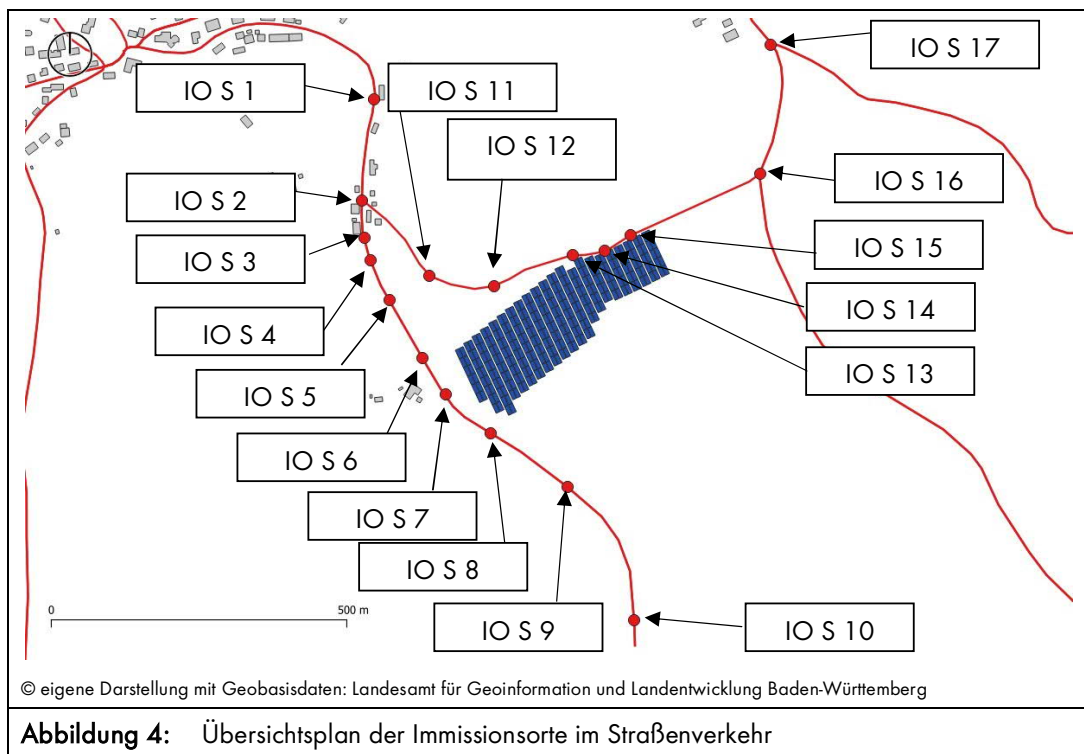 IO S 17
IO S 1
IO S 11
IO S 12
IO S 16
IO S 2
IO S 3
IO S 15
IO S 4
IO S 14
IO S 5
IO S 13
IO S 6
IO S 7
IO S 8
IO S 9
IO S 10
0 500 m
© eigene Darstellung mit Geobasisdaten: Landesamt für Geoinformation und Landentwicklung Baden-Württemberg
Abbildung 4: Übersichtsplan der Immissionsorte im Straßenverkehr